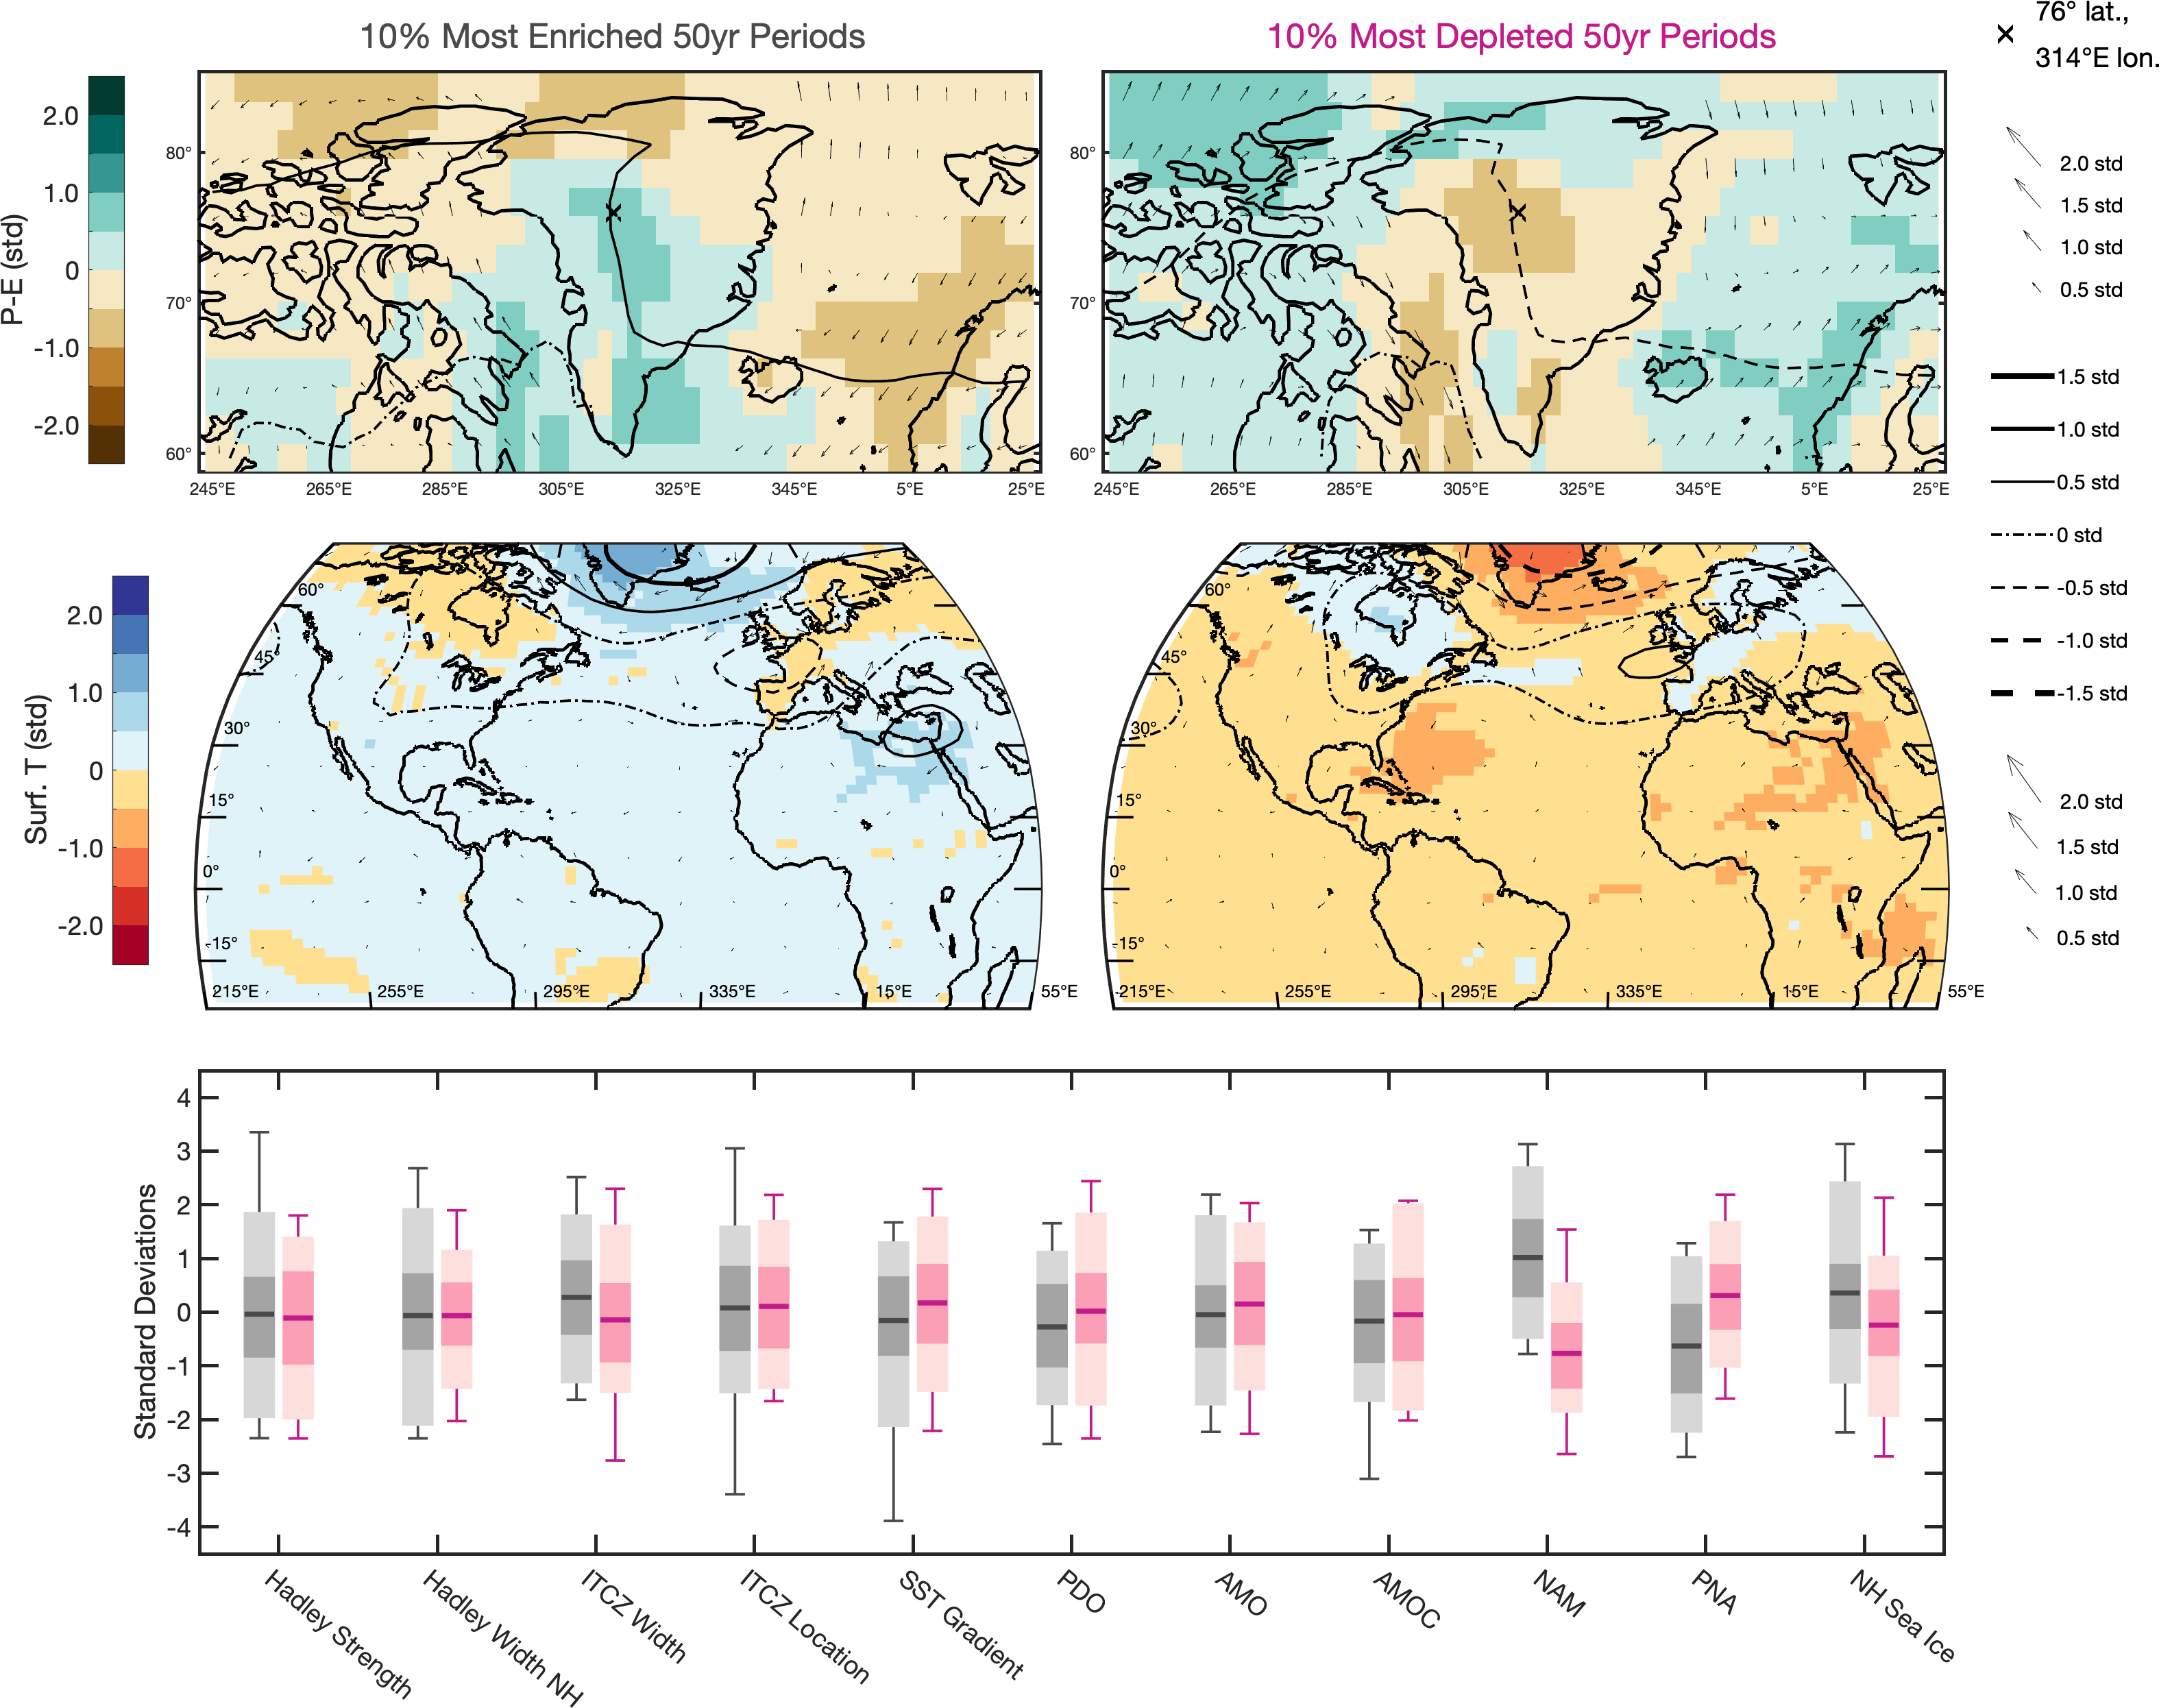 10% Most Enriched 50yr Periods
10% Most Depleted 50yr Periods
76° lat.,
314°E lon.
P-E (std)
2.0
1.0
0
-1.0
-2.0
80°
70°
60°
245°E 265°E 285°E 305°E 325°E 345°E 5°E 25°E
80°
70°
60°
245°E 265°E 285°E 305°E 325°E 345°E 5°E 25°E
2.0 std
1.5 std
1.0 std
0.5 std
1.5 std
1.0 std
0.5 std
0 std
-0.5 std
-1.0 std
-1.5 std
Surf. T (std)
2.0
1.0
0
-1.0
-2.0
60°
45°
30°
15°
0°
-15°
215°E 255°E 295°E 335°E 15°E 55°E
60°
45°
30°
15°
0°
-15°
215°E 255°E 295°E 335°E 15°E 55°E
2.0 std
1.5 std
1.0 std
0.5 std
Standard Deviations
4
3
2
1
0
-1
-2
-3
-4
Hadley Strength
Hadley Width NH
ITCZ Width
ITCZ Location
SST Gradient
PDO
AMO
AMOC
NAM
PNA
NH Sea Ice